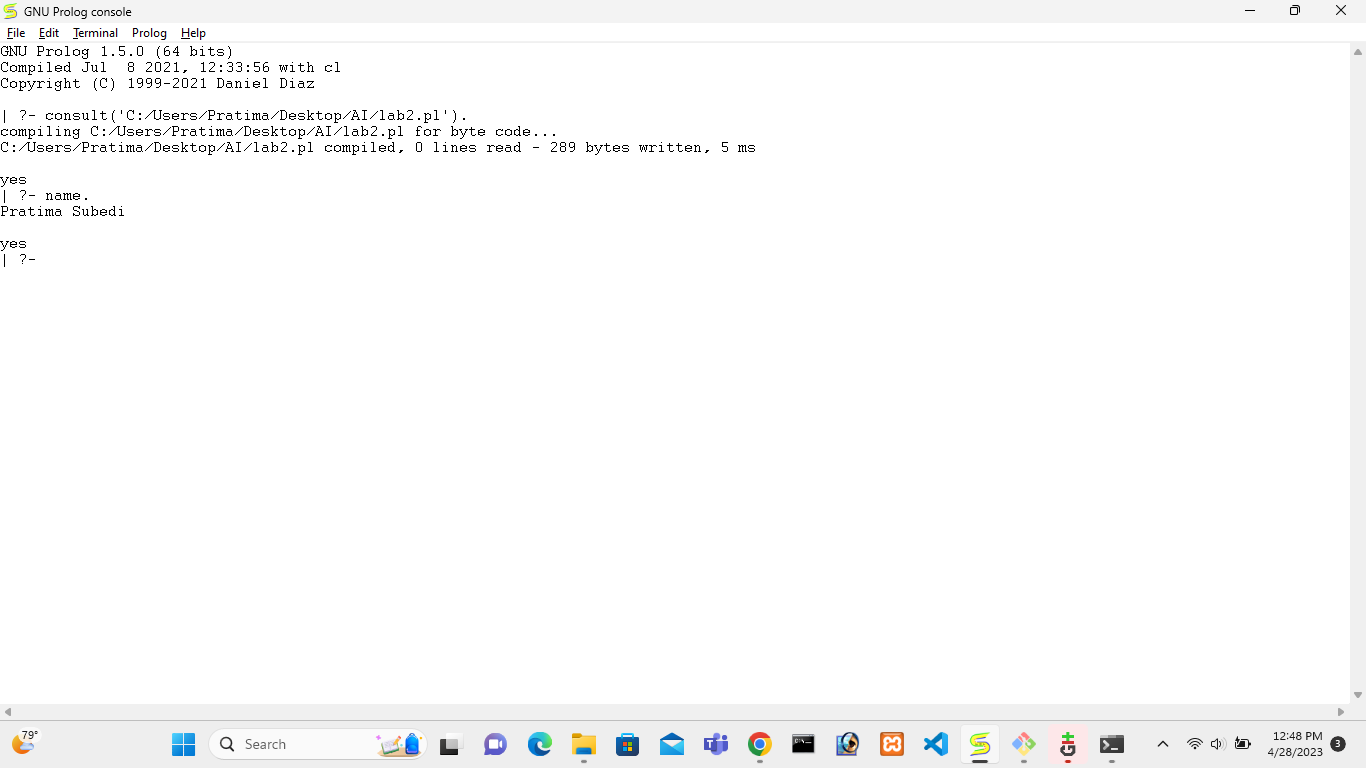 GNU Prolog console
File Edit Terminal Prolog Help
GNU Prolog 1.5.0 (64 bits)
Compiled Jul  8 2021, 12:33:56 with cl
Copyright (C) 1999-2021 Daniel Diaz
| ?- consult('C:/Users/Pratima/Desktop/AI/lab2.pl').
compiling C:/Users/Pratima/Desktop/AI/lab2.pl for byte code...
C:/Users/Pratima/Desktop/AI/lab2.pl compiled, 0 lines read - 289 bytes written, 5 ms
yes
| ?- name.
Pratima Subedi
yes
| ?-
79°
Search
12:48 PM
4/28/2023
3